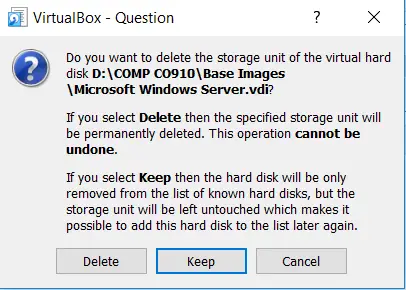 VirtualBox - Question
? ×
Do you want to delete the storage unit of the virtual hard
disk D:\COMP CO910\Base Images
\Microsoft Windows Server.vdi?
If you select Delete then the specified storage unit will
be permanently deleted. This operation cannot be
undone.
If you select Keep then the hard disk will be only
removed from the list of known hard disks, but the
storage unit will be left untouched which makes it
possible to add this hard disk to the list later again.
Delete Keep Cancel